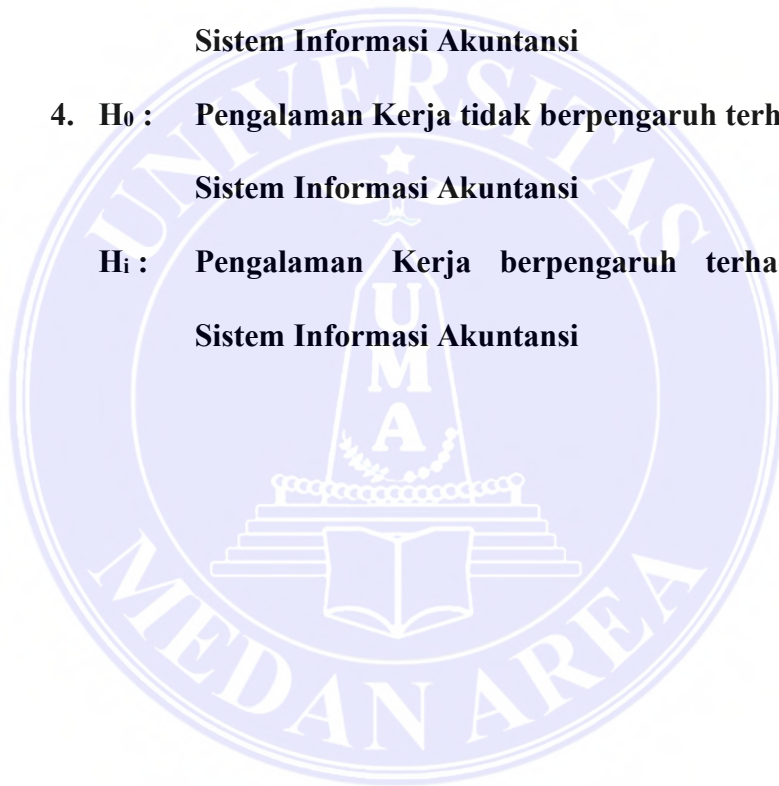 Sistem Informasi Akuntansi
4. H0 : Pengalaman Kerja tidak berpengaruh terh
Sistem Informasi Akuntansi
Hi : Pengalaman Kerja berpengaruh terha
Sistem Informasi Akuntansi
UNIVERSITAS
UMA
MEDAN AREA